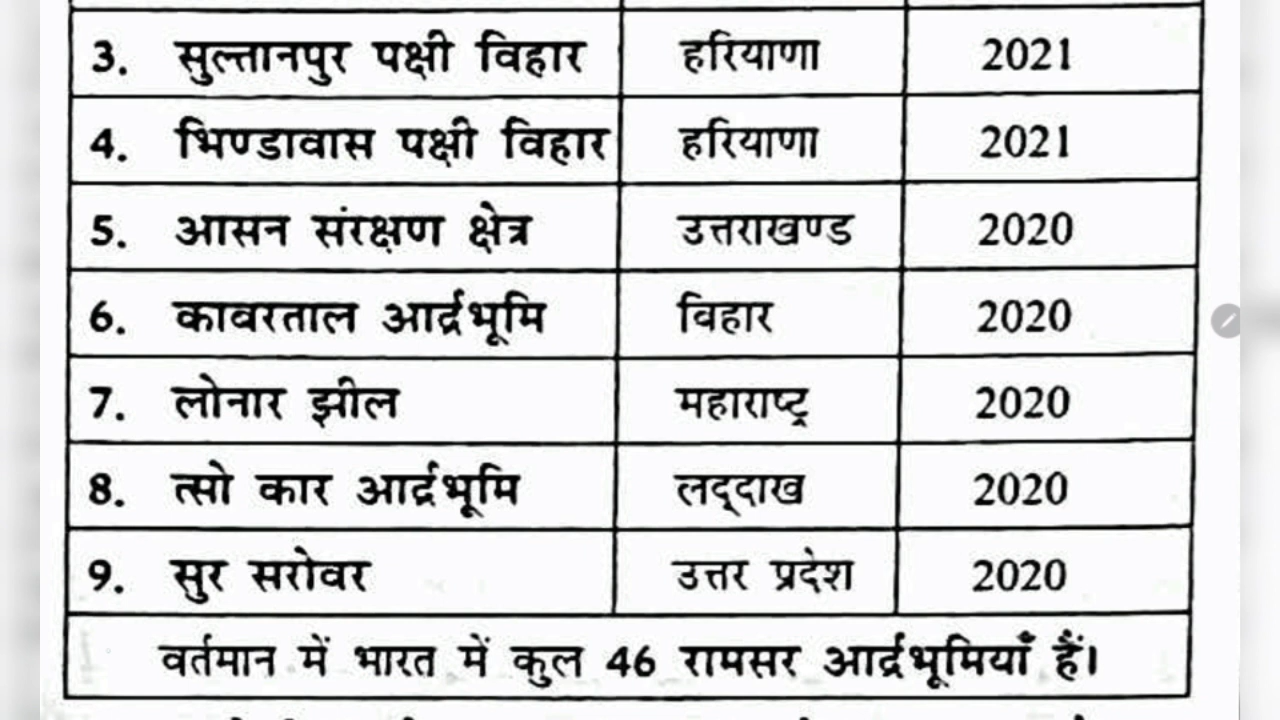 3. सुल्तानपुर पक्षी विहार हरियाणा 2021
4. भिण्डावास पक्षी विहार हरियाणा 2021
5. आसन संरक्षण क्षेत्र उत्तराखण्ड 2020
6. कावरताल आर्द्रभूमि विहार 2020
7. लोनार झील महाराष्ट्र 2020
8. त्सो कार आर्द्रभूमि लद्दाख 2020
9. सुर सरोवर उत्तर प्रदेश 2020
वर्तमान में भारत में कुल 46 रामसर आर्द्रभूमियाँ हैं।